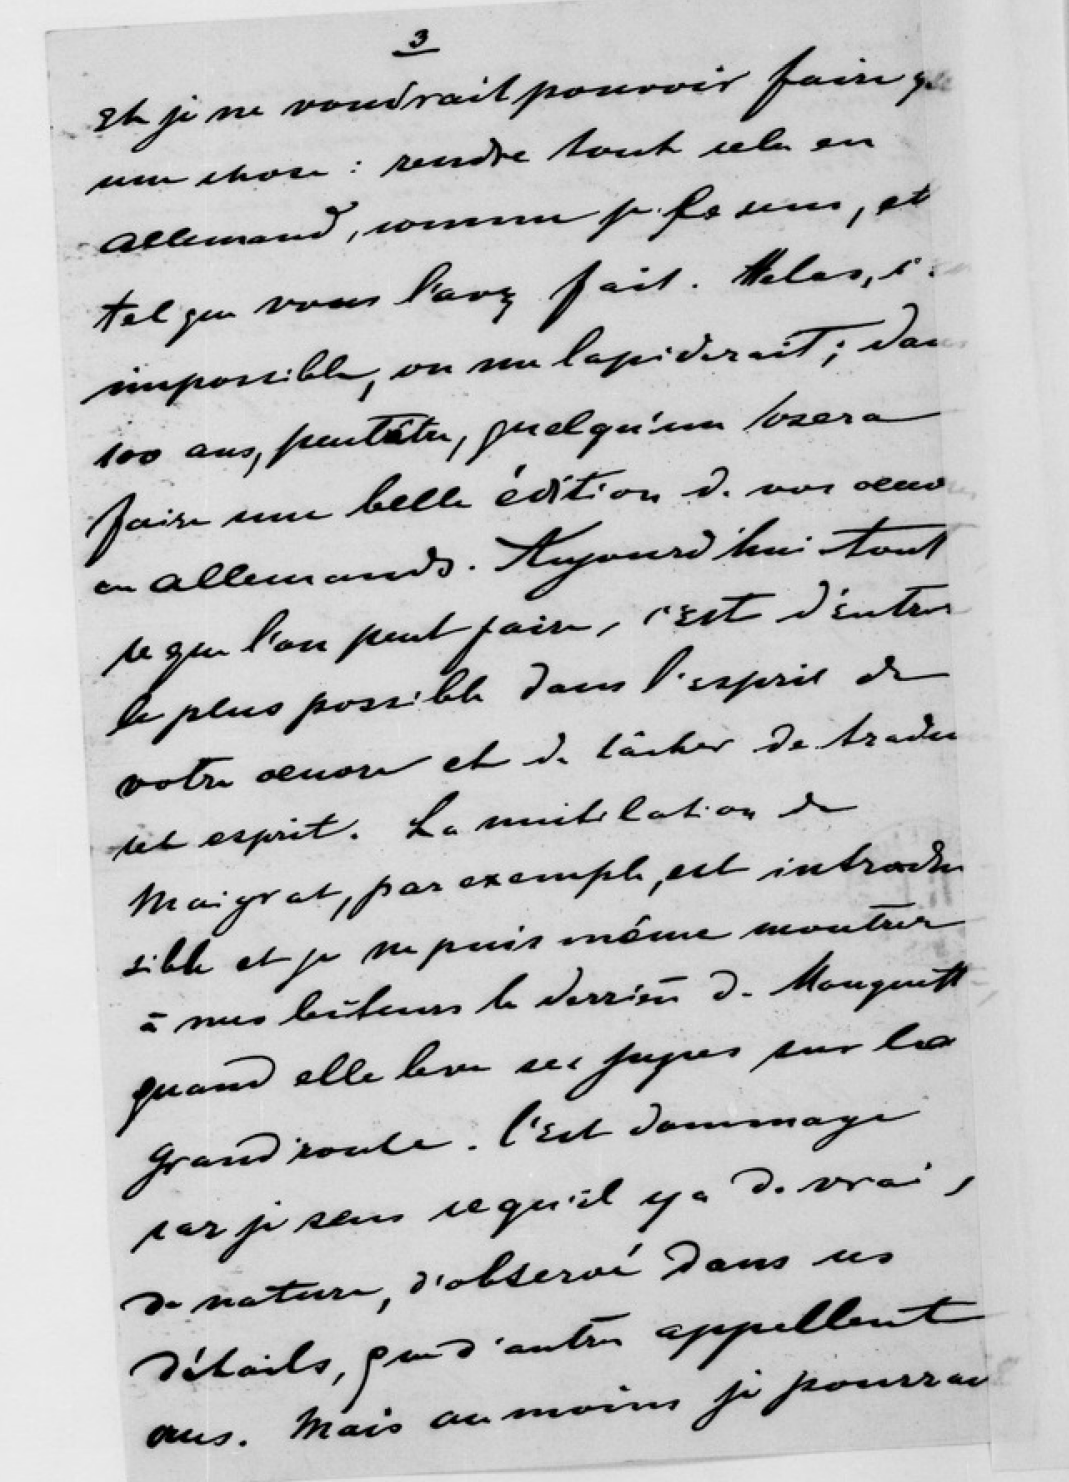 3
Et je ne voudrait pouvoir faire
une chose : rendre tout cela en
allemand, comme je le sens, et
tel que vous l'avez fait. Helas,
impossible, on me lapiderait ; dans
100 ans, peutêtre, quelqu'un osera
faire une belle édition de vos oeuv
en allemands. Aujourd'hui tout
ce que l'on peut faire, c'est d'entrer
le plus possible dans l'esprit de
votre oeuvre et de tâcher de tradu
cet esprit. La mutilation de
Maigrat, par exemple, est introdui
sible et je ne puis même montrer
à mes lecteurs le derrière de Mouquette
quand elle leve ses jupes sur la
grand'route. C'est dommage
car je sens ce qu'il y a de vrai,
de nature, d'observé dans ces
détails, que d'autres appellent
Mais au moins je pourrai